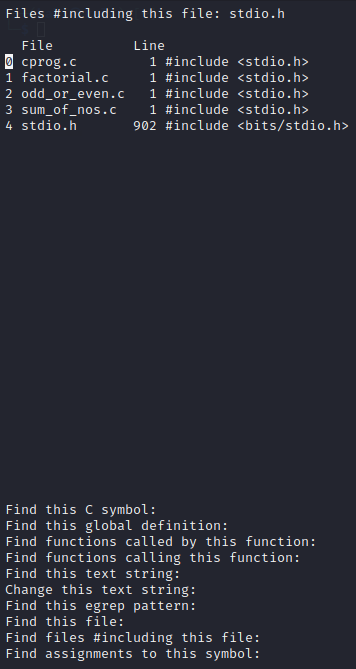 Files #including this file: stdio.h
File Line
0 cprog.c 1 #include <stdio.h>
1 factorial.c 1 #include <stdio.h>
2 odd_or_even.c 1 #include <stdio.h>
3 sum_of_nos.c 1 #include <stdio.h>
4 stdio.h 902 #include <bits/stdio.h>
Find this C symbol:
Find this global definition:
Find functions called by this function:
Find functions calling this function:
Find this text string:
Change this text string:
Find this egrep pattern:
Find this file:
Find files #including this file:
Find assignments to this symbol: